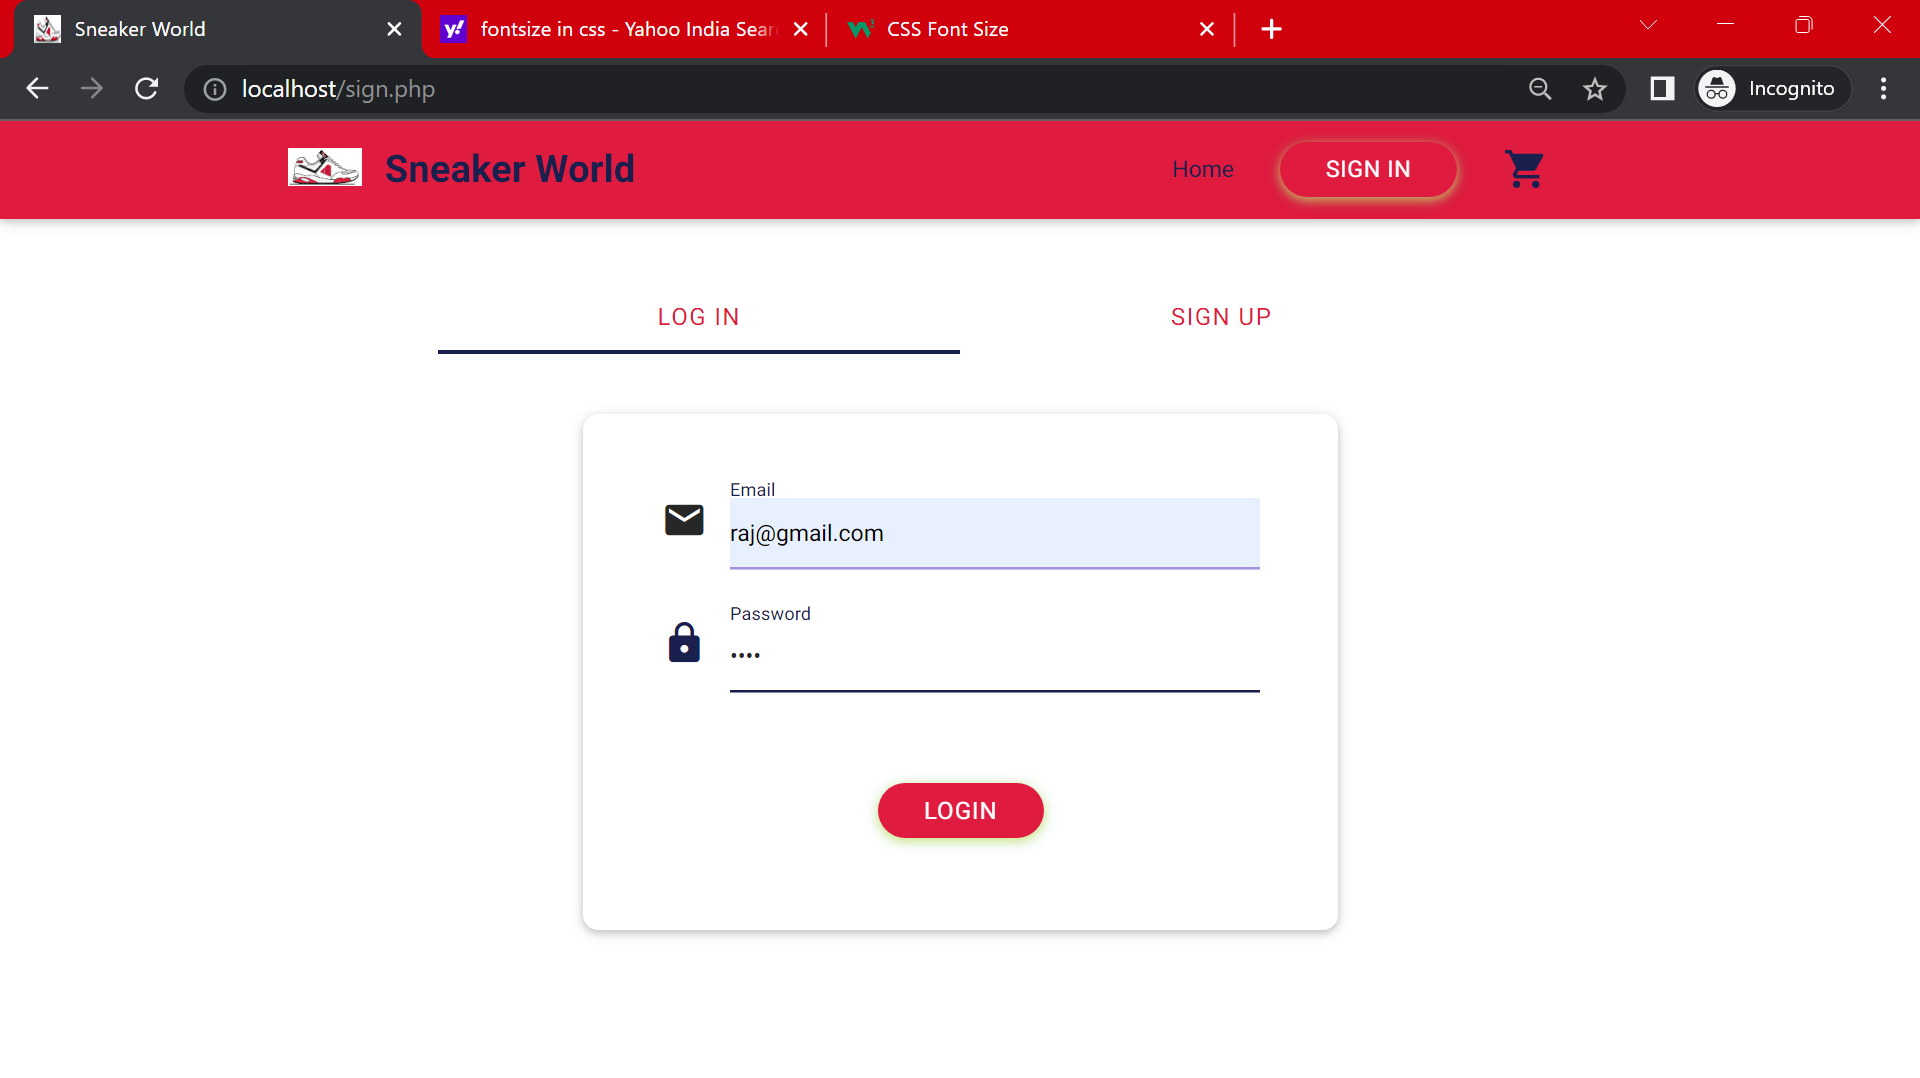 Sneaker World
fontsize in css - Yahoo India Sear
CSS Font Size
localhost/sign.php
Incognito
Sneaker World
Home
SIGN IN
LOG IN
SIGN UP
Email
raj@gmail.com
Password
••••
LOGIN